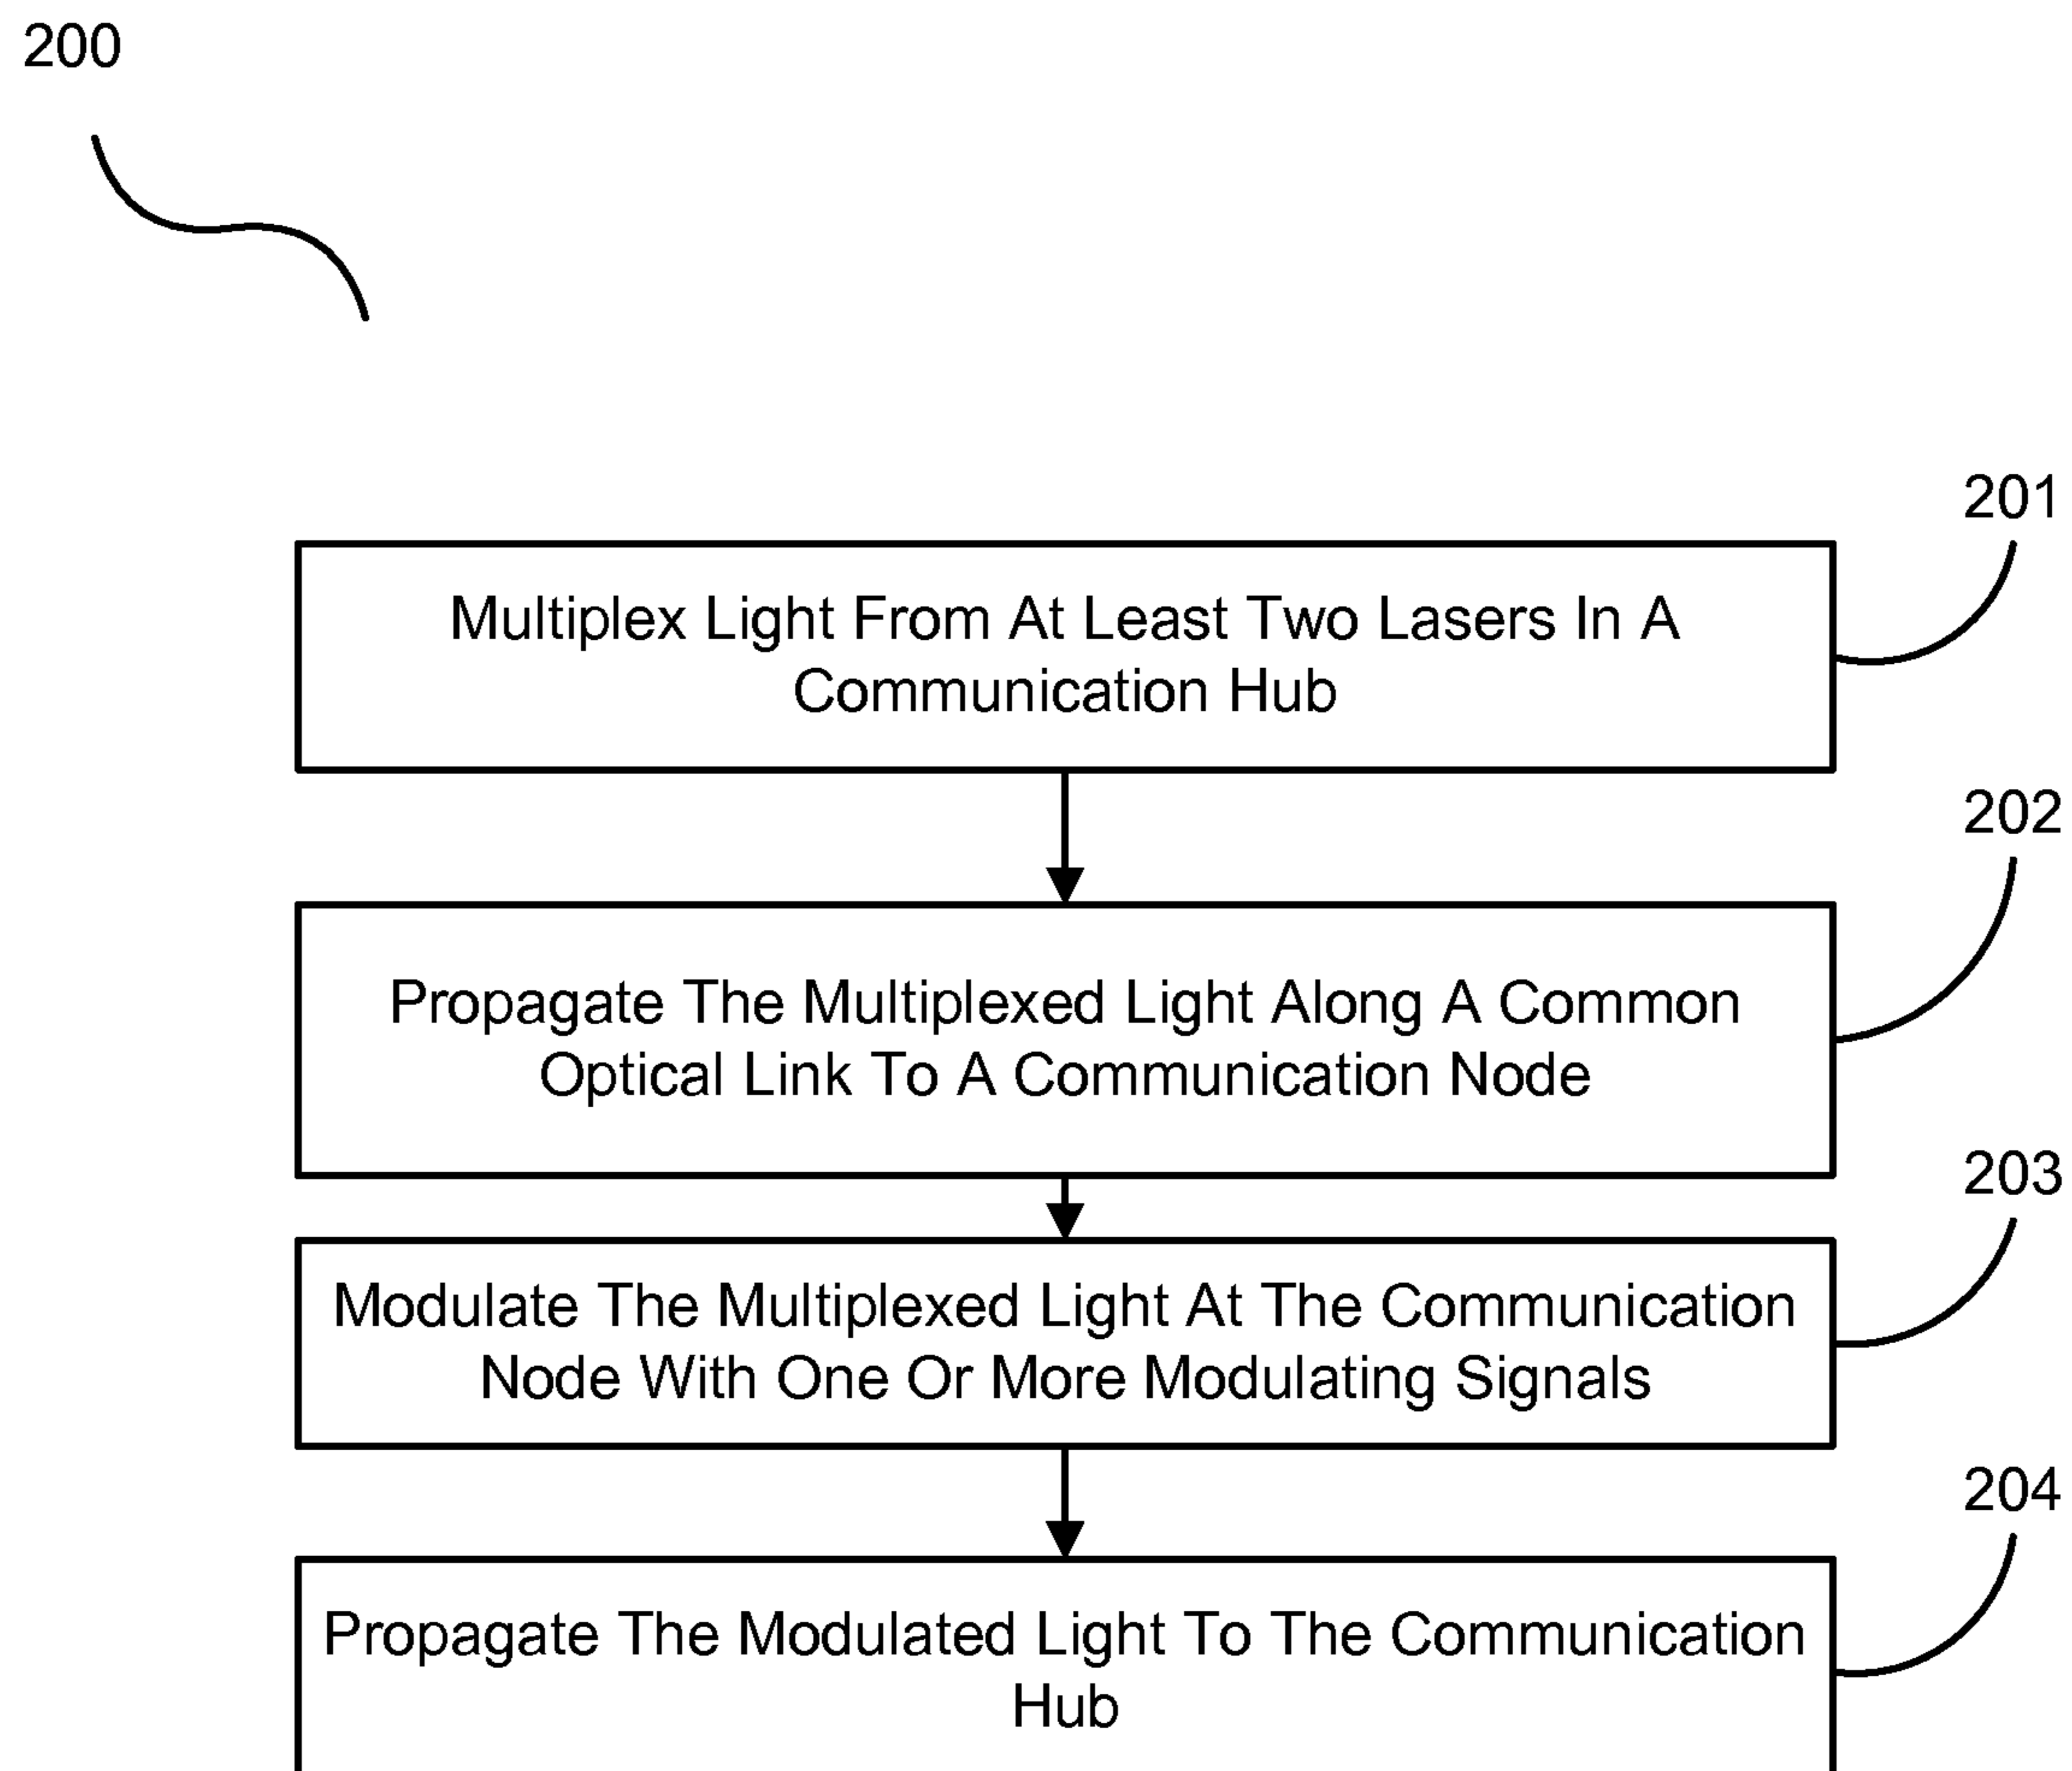 200
201
Multiplex Light From At Least Two Lasers In A
Communication Hub
202
Propagate The Multiplexed Light Along A Common
Optical Link To A Communication Node
203
Modulate The Multiplexed Light At The Communication
Node With One Or More Modulating Signals
204
Propagate The Modulated Light To The Communication
Hub